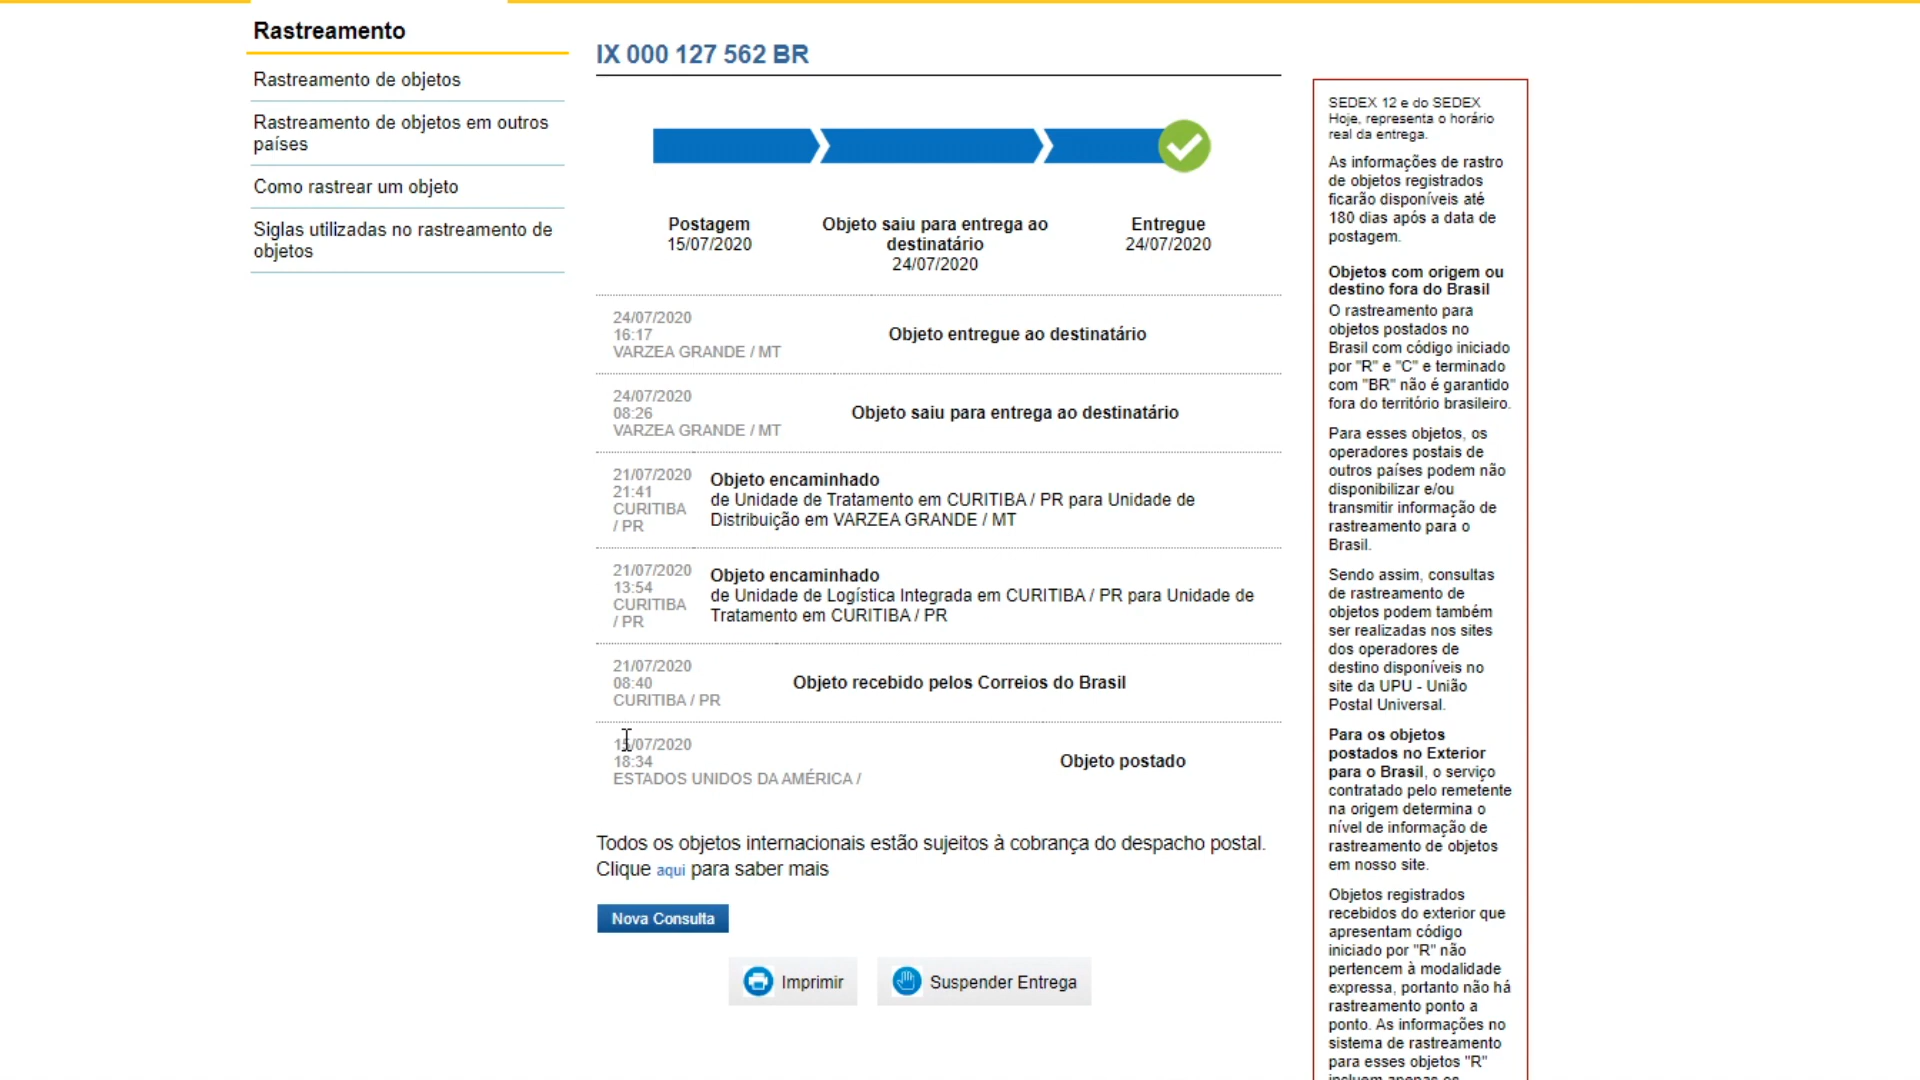 Rastreamento
Rastreamento de objetos
Rastreamento de objetos em outros
países
Como rastrear um objeto
Siglas utilizadas no rastreamento de
objetos
IX 000 127 562 BR
Postagem
15/07/2020
Objeto saiu para entrega ao
destinatário
24/07/2020
Entregue
24/07/2020
24/07/2020
16:17
VARZEA GRANDE / MT
Objeto entregue ao destinatário
24/07/2020
08:26
VARZEA GRANDE / MT
Objeto saiu para entrega ao destinatário
21/07/2020
21:41
CURITIBA
/ PR
Objeto encaminhado
de Unidade de Tratamento em CURITIBA / PR para Unidade de
Distribuição em VARZEA GRANDE / MT
21/07/2020
13:54
CURITIBA
/ PR
Objeto encaminhado
de Unidade de Logística Integrada em CURITIBA / PR para Unidade de
Tratamento em CURITIBA / PR
21/07/2020
08:40
CURITIBA / PR
Objeto recebido pelos Correios do Brasil
15/07/2020
18:34
ESTADOS UNIDOS DA AMÉRICA /
Objeto postado
Todos os objetos internacionais estão sujeitos à cobrança do despacho postal.
Clique aqui para saber mais
Nova Consulta
Imprimir
Suspender Entrega
SEDEX 12 e do SEDEX
Hoje, representa o horário
real da entrega.
As informações de rastro
de objetos registrados
ficarão disponíveis até
180 dias após a data de
postagem.
Objetos com origem ou
destino fora do Brasil
O rastreamento para
objetos postados no
Brasil com código iniciado
por "R" e "C" e terminado
com "BR" não é garantido
fora do território brasileiro.
Para esses objetos, os
operadores postais de
outros países podem não
disponibilizar e/ou
transmitir informação de
rastreamento para o
Brasil.
Sendo assim, consultas
de rastreamento de
objetos podem também
ser realizadas nos sites
dos operadores de
destino disponíveis no
site da UPU - União
Postal Universal.
Para os objetos
postados no Exterior
para o Brasil, o serviço
contratado pelo remetente
na origem determina o
nível de informação de
rastreamento de objetos
em nosso site.
Objetos registrados
recebidos do exterior que
apresentam código
iniciado por "R" não
pertencem à modalidade
expressa, portanto não há
rastreamento ponto a
ponto. As informações no
sistema de rastreamento
para esses objetos "R"
incluem apenas os